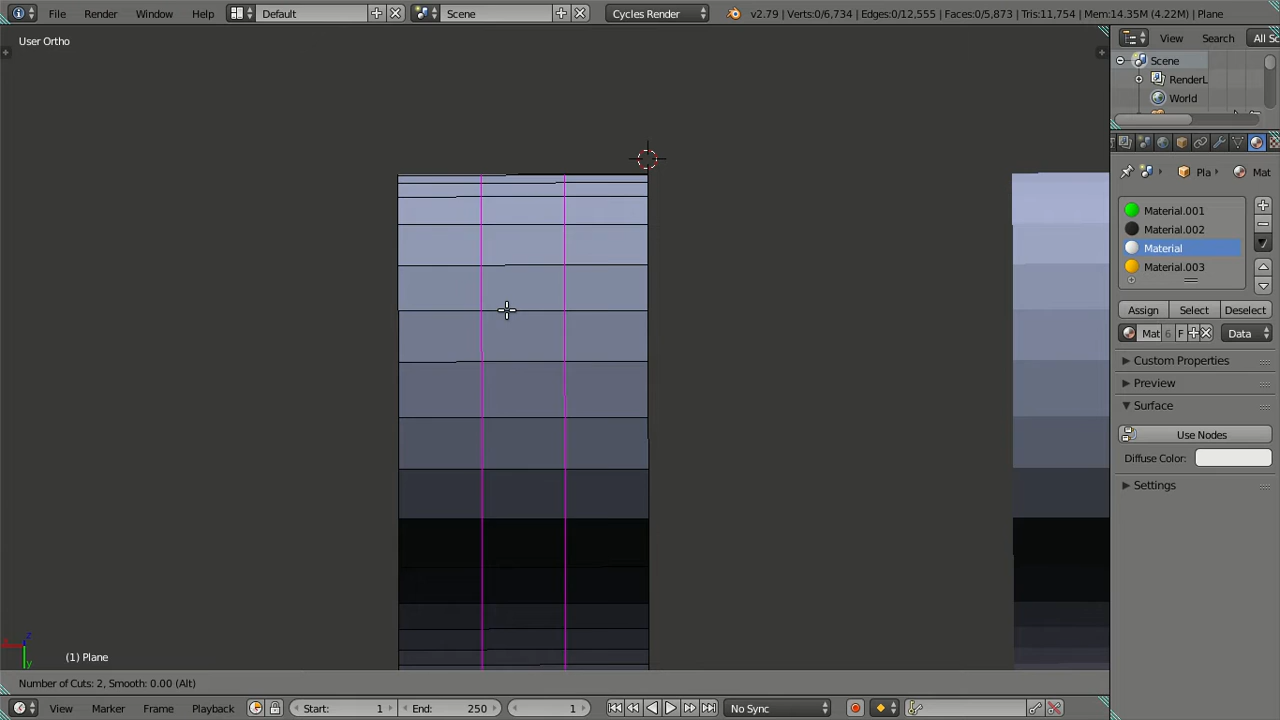 File Render Window Help Default Scene Cycles Render v2.79 | Verts:0/6,734 | Edges:0/12,555 | Faces:0/5,873 | Tris:11,754 | Mem:14.35M (4.22M) | Plane
User Ortho
View Search All Sc
Scene
RenderL
World
Pla Mat
Material.001
Material.002
Material
Material.003
Assign Select Deselect
Mat 6 F Data
Custom Properties
Preview
Surface
Use Nodes
Diffuse Color:
Settings
z
y
(1) Plane
Number of Cuts: 2, Smooth: 0.00 (Alt)
View Marker Frame Playback Start: 1 End: 250 1 No Sync